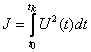 J = ∫_{t_0}^{t_k} U^2(t)dt